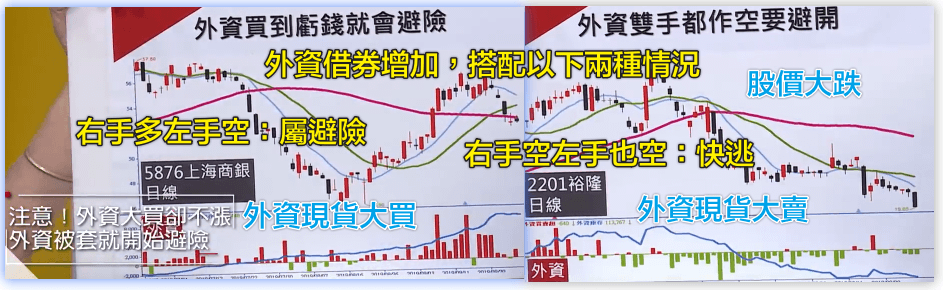 外資買到虧錢就會避險
外資雙手都作空要避開
外資借券增加，搭配以下兩種情況
股價大跌
右手多左手空：屬避險
右手空左手也空：快逃
5876上海商銀
日線
2201裕隆
日線
外資現貨大買
外資現貨大賣
注意！外資大買卻不漲
外資被套就開始避險
外資